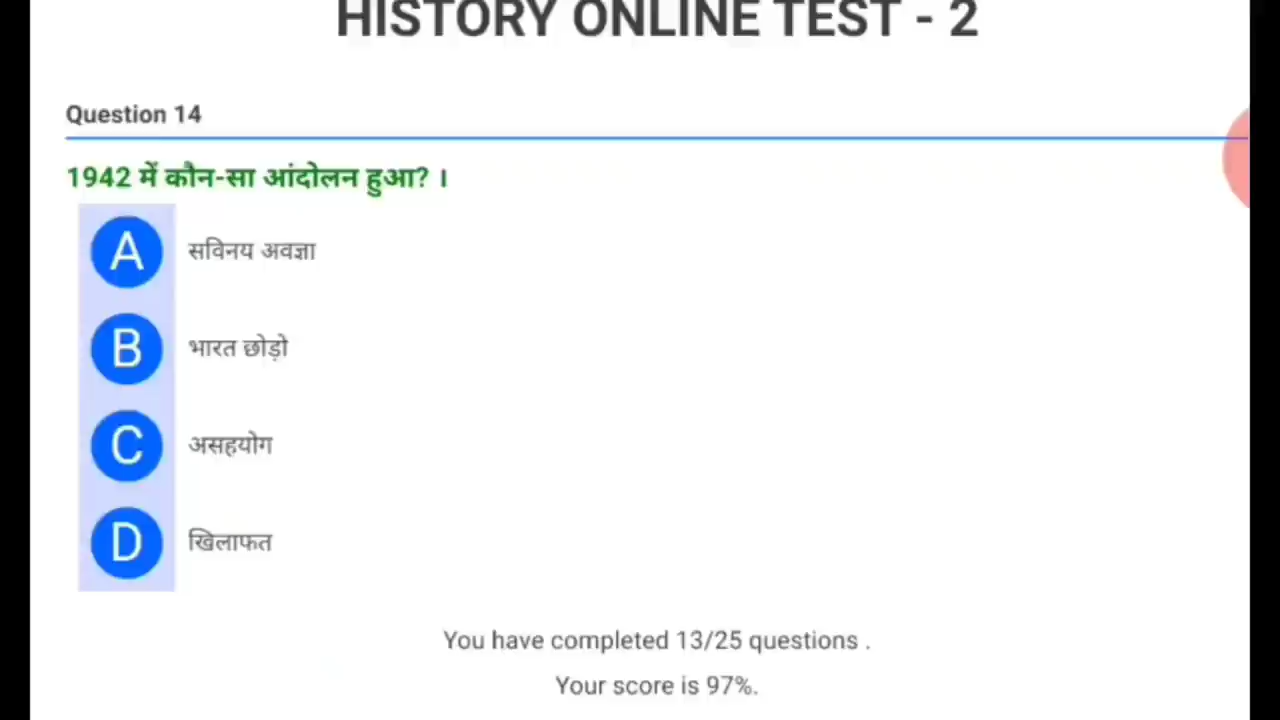 HISTORY ONLINE TEST - 2
Question 14
1942 में कौन-सा आंदोलन हुआ? ।
A सविनय अवज्ञा
B भारत छोड़ो
C असहयोग
D खिलाफत
You have completed 13/25 questions .
Your score is 97%.